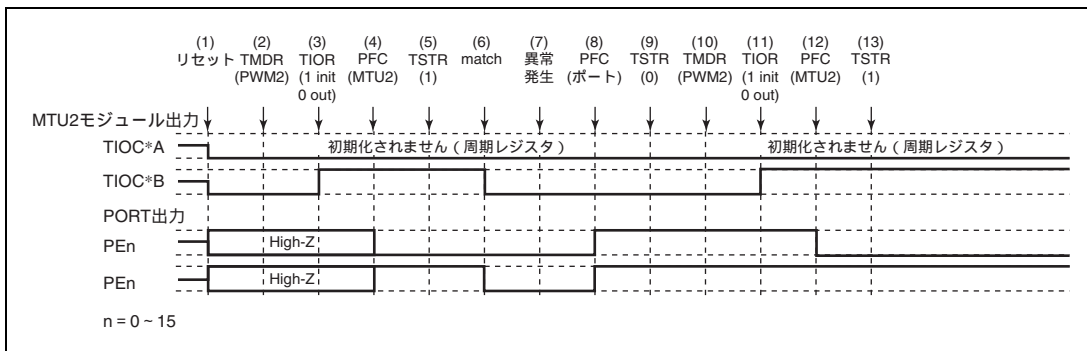 (1) (2) (3) (4) (5) (6) (7) (8) (9) (10) (11) (12) (13)
リセット TMDR TIOR PFC TSTR match 異常 PFC TSTR TMDR TIOR PFC TSTR
(PWM2) (1 init (MTU2) (1) 発生 (ポート) (0) (PWM2) (1 init (MTU2) (1)
0 out) 0 out)
MTU2モジュール出力
TIOC*A 初期化されません ( 周期レジスタ ) 初期化されません ( 周期レジスタ )
TIOC*B
PORT出力
PEn High-Z
PEn High-Z
n = 0 ~ 15